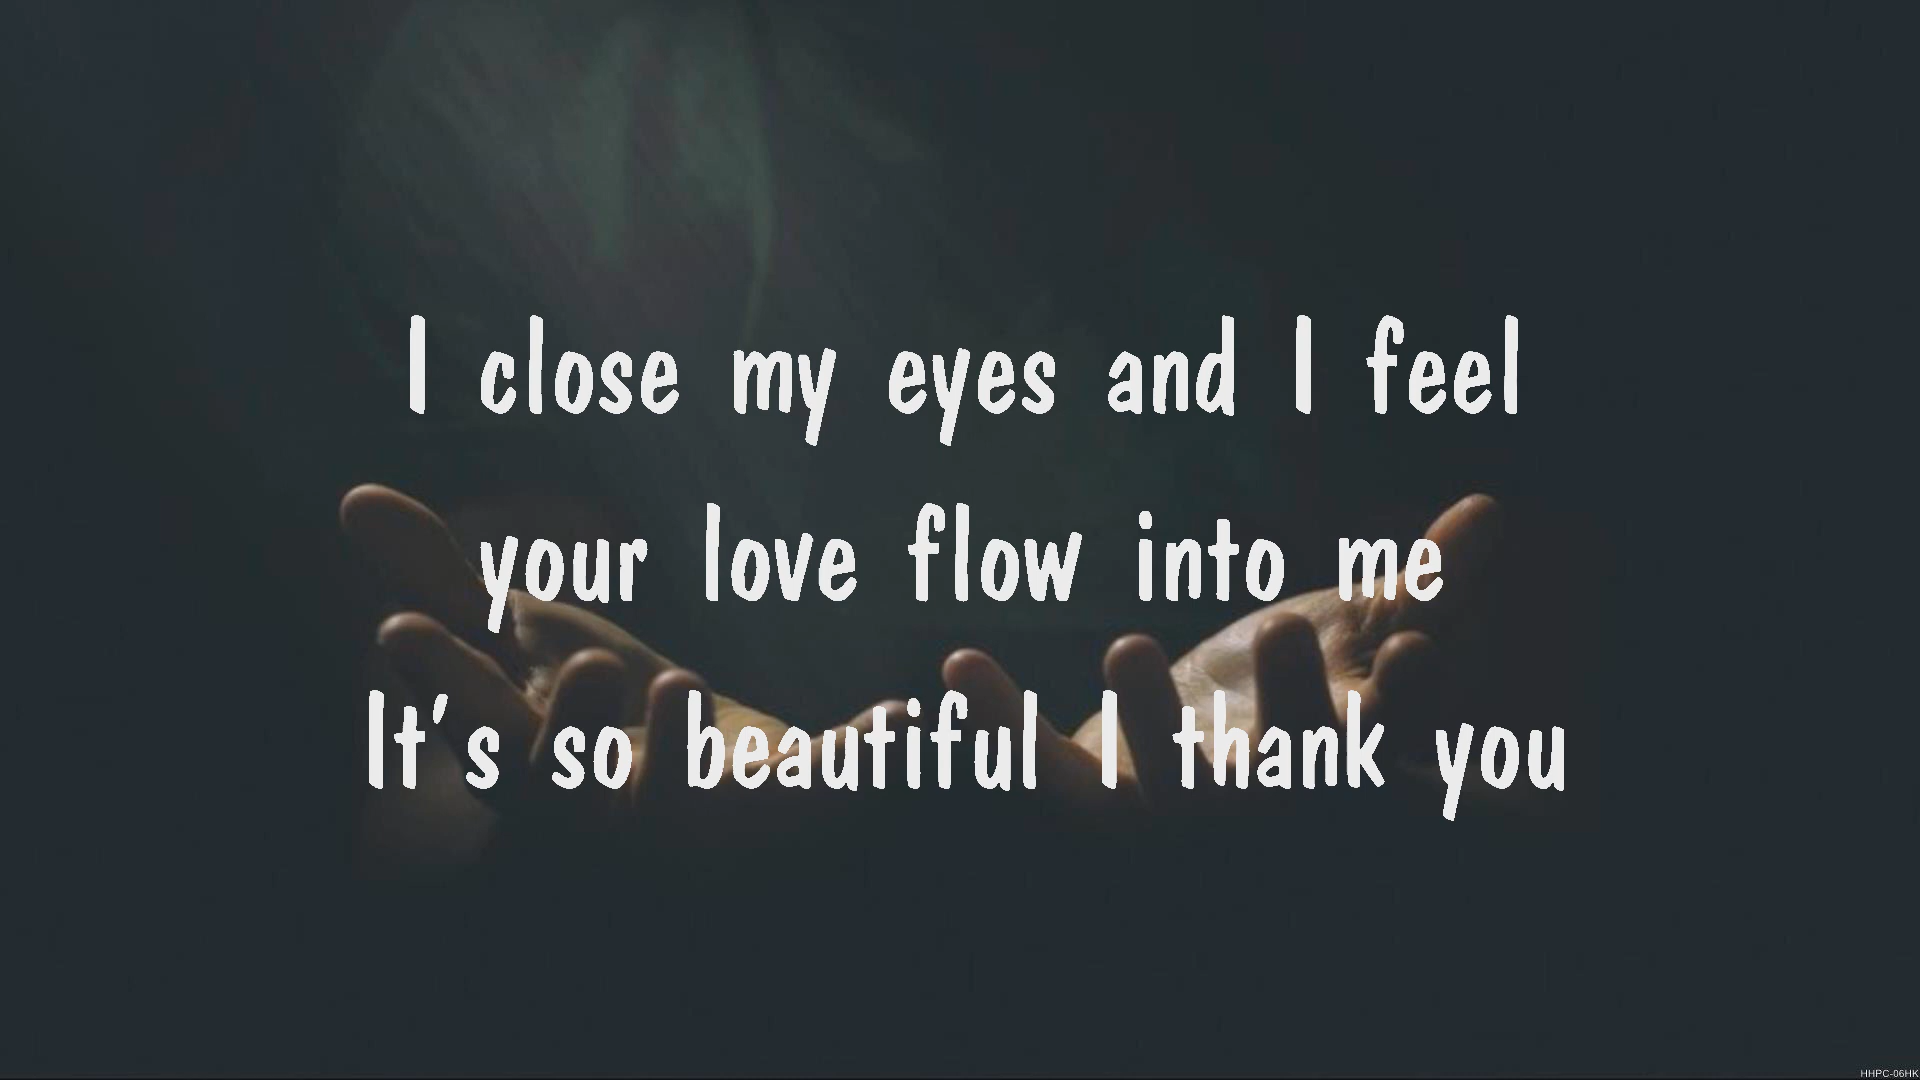 I close my eyes and I feel
your love flow into me
It's so beautiful I thank you
HHPC-06HK